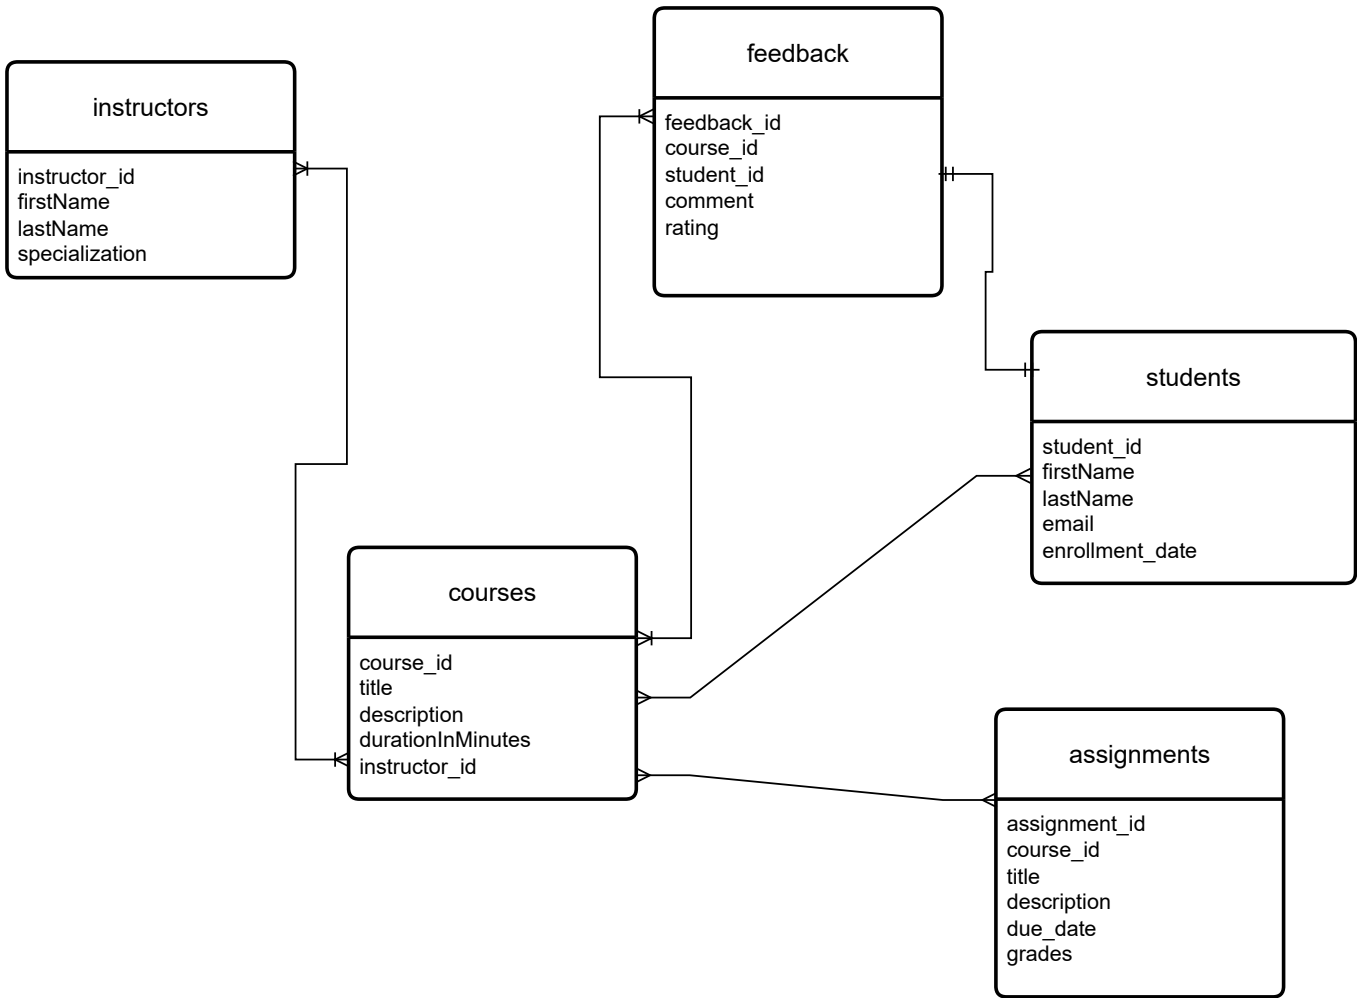 instructors
instructor_id
firstName
lastName
specialization
feedback
feedback_id
course_id
student_id
comment
rating
students
student_id
firstName
lastName
email
enrollment_date
courses
course_id
title
description
durationInMinutes
instructor_id
assignments
assignment_id
course_id
title
description
due_date
grades